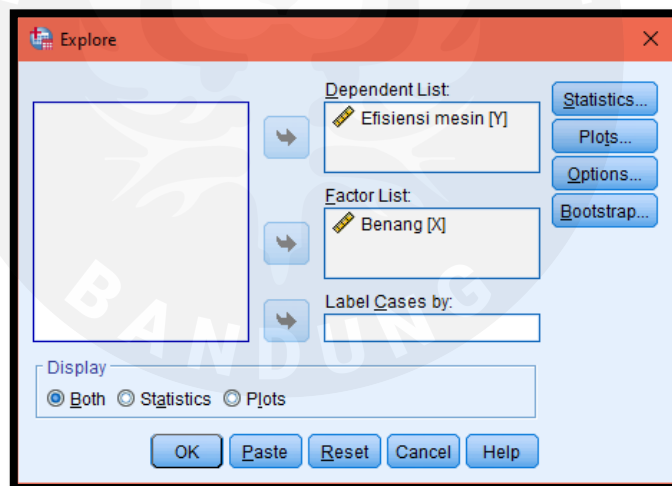 Explore
Dependent List:
Efisiensi mesin [Y]
Factor List:
Benang [X]
Label Cases by:
Statistics...
Plots...
Options...
Bootstrap...
BANDUNG
Display
Both Statistics Plots
OK Paste Reset Cancel Help